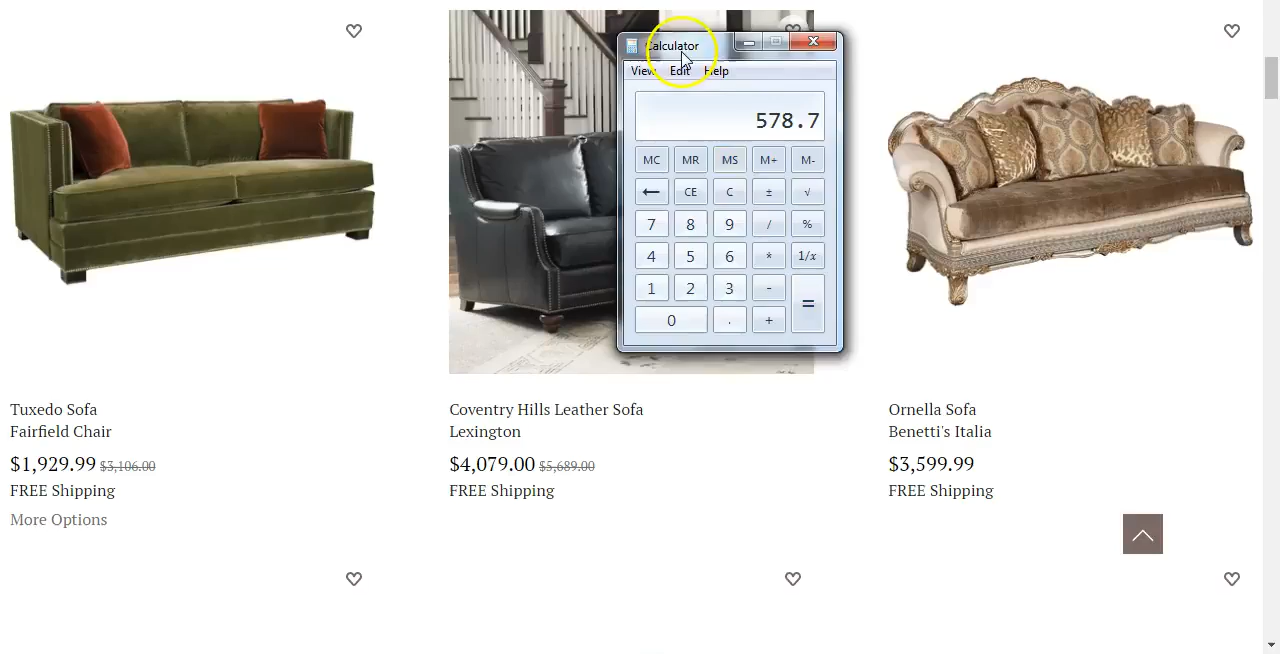 Calculator
View Edit Help
578.7
MC MR MS M+ M-
← CE C ± √
7 8 9 / %
4 5 6 * 1/x
1 2 3 - =
0 . +
Tuxedo Sofa
Fairfield Chair
$1,929.99 $3,106.00
FREE Shipping
More Options
Coventry Hills Leather Sofa
Lexington
$4,079.00 $5,689.00
FREE Shipping
Ornella Sofa
Benetti's Italia
$3,599.99
FREE Shipping